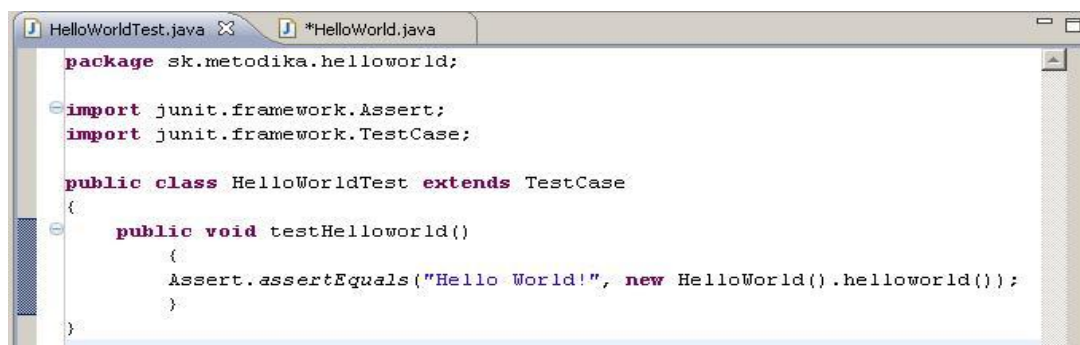 HelloWorldTest.java *HelloWorld.java
package sk.metodika.helloworld;
import junit.framework.Assert;
import junit.framework.TestCase;
public class HelloWorldTest extends TestCase
{
public void testHelloworld()
{
Assert.assertEquals("Hello World!", new HelloWorld().helloworld());
}
}